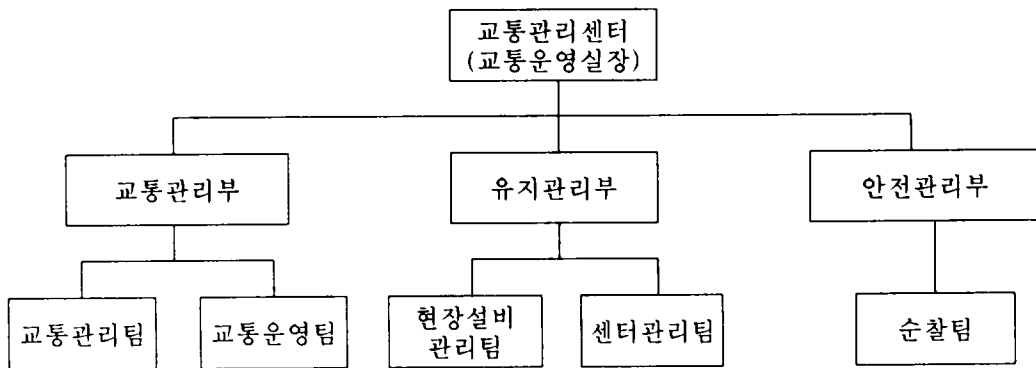 교통관리센터
(교통운영실장)
교통관리부
유지관리부
안전관리부
교통관리팀
교통운영팀
현장설비
관리팀
센터관리팀
순찰팀